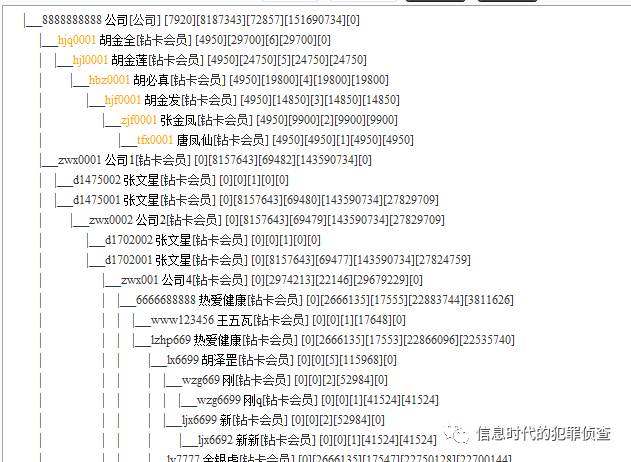 |___8888888888 公司[公司] [7920][8187343][72857][151690734][0]
|___hjq0001 胡金全[钻卡会员] [4950][29700][6][29700][0]
| |___hjl0001 胡金莲[钻卡会员] [4950][24750][5][24750][24750]
| |___hbz0001 胡必真[钻卡会员] [4950][19800][4][19800][19800]
| |___hjf0001 胡金发[钻卡会员] [4950][14850][3][14850][14850]
| |___zjf0001 张金凤[钻卡会员] [4950][9900][2][9900][9900]
| |___tfx0001 唐凤仙[钻卡会员] [4950][4950][1][4950][4950]
|___zwx0001 公司1[钻卡会员] [0][8157643][69482][143590734][0]
| |___d1475002 张文星[钻卡会员] [0][0][1][0][0]
| |___d1475001 张文星[钻卡会员] [0][8157643][69480][143590734][27829709]
| |___zwx0002 公司2[钻卡会员] [0][8157643][69479][143590734][27829709]
| |___d1702002 张文星[钻卡会员] [0][0][1][0][0]
| |___d1702001 张文星[钻卡会员] [0][8157643][69477][143590734][27824759]
| |___zwx001 公司4[钻卡会员] [0][2974213][22146][29679229][0]
| | | |___6666688888 热爱健康[钻卡会员] [0][2666135][17555][22883744][3811626]
| | | |___www123456 王五瓦[钻卡会员] [0][0][1][17648][0]
| | | |___lzhp669 热爱健康[钻卡会员] [0][2666135][17553][22866096][22535740]
| | | |___lx6699 胡泽罡[钻卡会员] [0][0][5][115968][0]
| | | | |___wzg669 刚[钻卡会员] [0][0][2][52984][0]
| | | | |___wzg6699 刚q[钻卡会员] [0][0][1][41524][41524]
| | | | |___ljx6699 新[钻卡会员] [0][0][2][52984][0]
| | | | |___ljx6692 新新[钻卡会员] [0][0][1][41524][41524]
信息时代的犯罪侦查
| | | |___ly7777 金银卢[钻卡会员] [0][2666135][17547][22750128][22700144]